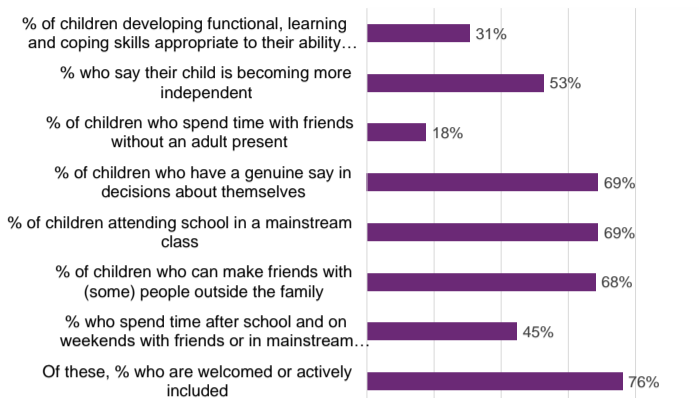 % of children developing functional, learning
and coping skills appropriate to their ability…
31%
% who say their child is becoming more
independent
53%
% of children who spend time with friends
without an adult present
18%
% of children who have a genuine say in
decisions about themselves
69%
% of children attending school in a mainstream
class
69%
% of children who can make friends with
(some) people outside the family
68%
% who spend time after school and on
weekends with friends or in mainstream…
45%
Of these, % who are welcomed or actively
included
76%